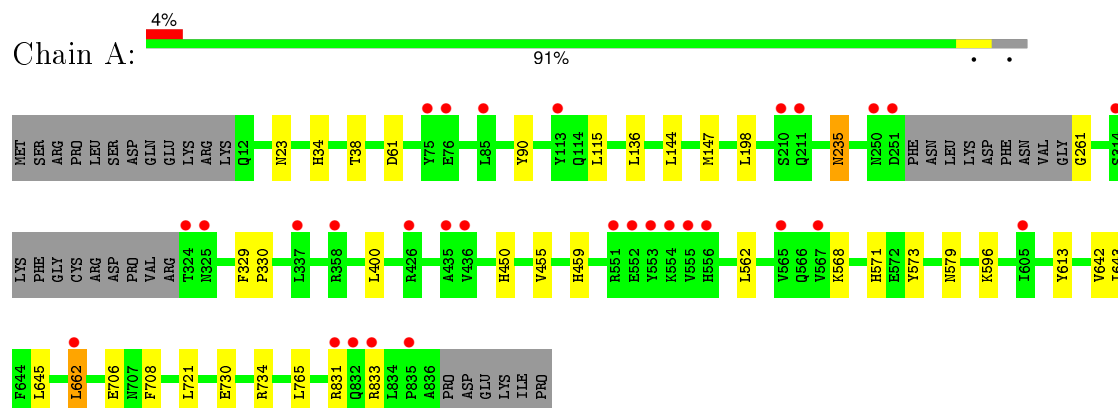 4%
Chain A:
91%
MET SER ARG PRO LEU SER ASP GLN GLU LYS ARG LYS Q12 N23 H34 T38 D61 Y75 E76 L85 Y90 Y113 Q114 L115 L136 L144 M147 L198 S210 Q211 N235 N250 D251 PHE ASN LEU LYS ASP PHE ASN VAL GLY G261 S314
LYS PHE GLY CYS ARG ASP PRO VAL ARG T324 N325 F329 P330 L337 R358 L400 R426 A435 V436 H450 V455 H459 R551 E552 Y553 K554 V555 H556 L562 V565 Q566 V567 K568 H571 E572 Y573 N579 K596 I605 Y613 V642 I643
F644 L645 L662 E706 N707 F708 L721 E730 R734 L765 R831 Q832 R833 L834 P835 A836 PRO ASP GLU LYS ILE PRO